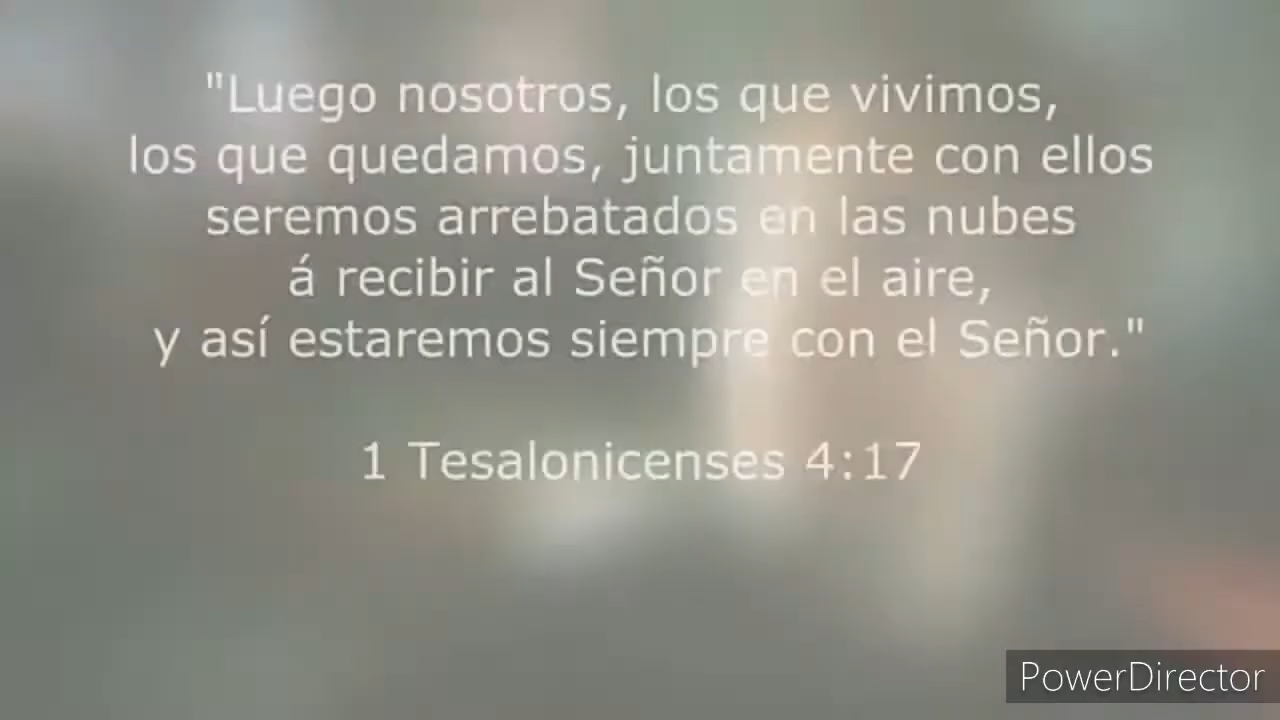 "Luego nosotros, los que vivimos,
los que quedamos, juntamente con ellos
seremos arrebatados en las nubes
á recibir al Señor en el aire,
y así estaremos siempre con el Señor."
1 Tesalonicenses 4:17
PowerDirector